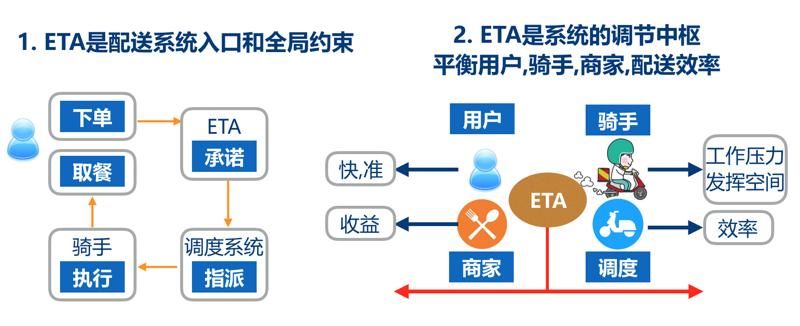 1. ETA是配送系统入口和全局约束
下单
ETA
承诺
取餐
骑手
执行
调度系统
指派
2. ETA是系统的调节中枢
平衡用户,骑手,商家,配送效率
用户
骑手
快,准
工作压力
发挥空间
ETA
收益
效率
商家
调度